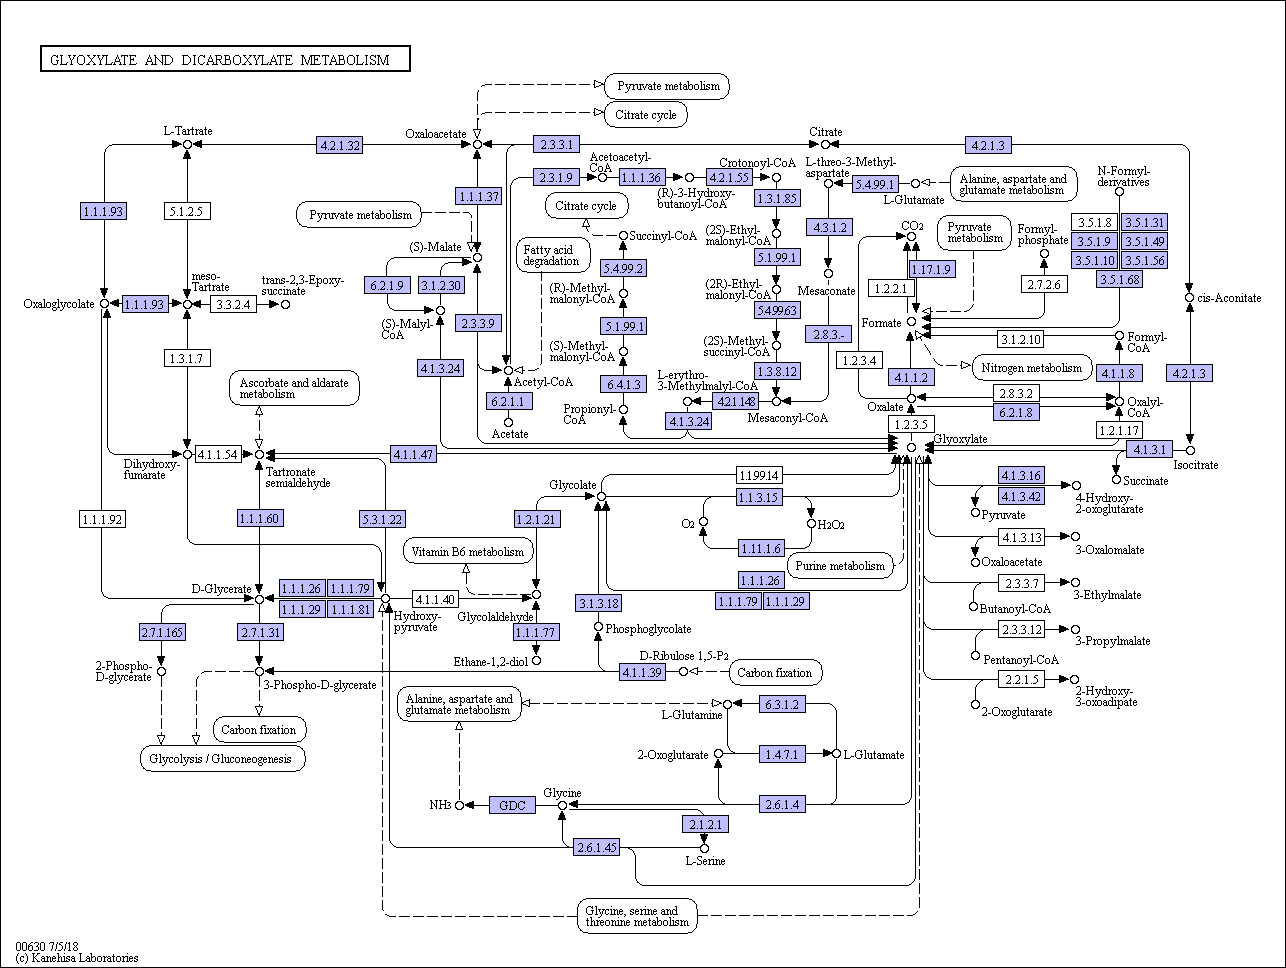 GLYOXYLATE AND DICARBOXYLATE METABOLISM
Pyruvate metabolism
Citrate cycle
L-Tartrate
4.2.1.32
Oxaloacetate
2.3.3.1
Citrate
4.2.1.3
Acetoacetyl-
CoA
2.3.1.9
1.1.1.36
(R)-3-Hydroxy-
butanoyl-CoA
4.2.1.55
Crotonoyl-CoA
L-threo-3-Methyl-
aspartate
5.4.99.1
L-Glutamate
Alanine, aspartate and
glutamate metabolism
N-Formyl-
derivatives
1.1.1.93
5.1.2.5
1.1.1.37
Pyruvate metabolism
Citrate cycle
1.3.1.85
4.3.1.2
CO2
Pyruvate
metabolism
Formyl-
phosphate
3.5.1.8
3.5.1.31
3.5.1.9
3.5.1.49
3.5.1.10
3.5.1.56
3.5.1.68
(S)-Malate
Fatty acid
degradation
Succinyl-CoA
(2S)-Ethyl-
malonyl-CoA
5.4.99.2
5.1.99.1
1.17.1.9
1.2.2.1
2.7.2.6
meso-
Tartrate
trans-2,3-Epoxy-
succinate
6.2.1.9
3.1.2.30
(R)-Methyl-
malonyl-CoA
(2R)-Ethyl-
malonyl-CoA
Mesaconate
Oxaloglycolate
1.1.1.93
3.3.2.4
cis-Aconitate
(S)-Malyl-
CoA
2.3.3.9
5.1.99.1
5.4.99.63
2.8.3.-
Formate
3.1.2.10
Formyl-
CoA
1.3.1.7
(S)-Methyl-
malonyl-CoA
(2S)-Methyl-
succinyl-CoA
1.2.3.4
Nitrogen metabolism
4.1.3.24
Acetyl-CoA
6.4.1.3
L-erythro-
3-Methylmalyl-CoA
1.3.8.12
4.1.1.2
4.1.1.8
4.2.1.3
Ascorbate and aldarate
metabolism
6.2.1.1
4.2.1.148
2.8.3.2
Oxalate
6.2.1.8
Oxalyl-
CoA
Acetate
Propionyl-
CoA
4.1.3.24
Mesaconyl-CoA
1.2.3.5
1.2.1.17
Glyoxylate
4.1.3.1
Isocitrate
Dihydroxy-
fumarate
4.1.1.54
Tartronate
semialdehyde
4.1.1.47
Succinate
1.1.99.14
Glycolate
1.1.3.15
4.1.3.16
4.1.3.42
4-Hydroxy-
2-oxoglutarate
Pyruvate
1.1.1.92
1.1.1.60
5.3.1.22
1.2.1.21
O2
H2O2
1.11.1.6
4.1.3.13
3-Oxalomalate
Oxaloacetate
Vitamin B6 metabolism
Purine metabolism
D-Glycerate
1.1.1.26
1.1.1.79
1.1.1.29
1.1.1.81
4.1.1.40
1.1.1.26
1.1.1.79
1.1.1.29
2.3.3.7
3-Ethylmalate
Butanoyl-CoA
Hydroxy-
pyruvate
Glycolaldehyde
3.1.3.18
2.7.1.165
2.7.1.31
1.1.1.77
Phosphoglycolate
2.3.3.12
3-Propylmalate
Pentanoyl-CoA
2-Phospho-
D-glycerate
Ethane-1,2-diol
D-Ribulose 1,5-P2
4.1.1.39
Carbon fixation
3-Phospho-D-glycerate
2.2.1.5
2-Hydroxy-
3-oxoadipate
2-Oxoglutarate
Carbon fixation
Alanine, aspartate and
glutamate metabolism
L-Glutamine
6.3.1.2
Glycolysis / Gluconeogenesis
2-Oxoglutarate
1.4.7.1
L-Glutamate
NH3
GDC
Glycine
2.6.1.4
2.1.2.1
2.6.1.45
L-Serine
Glycine, serine and
threonine metabolism
00630 7/5/18
(c) Kanehisa Laboratories